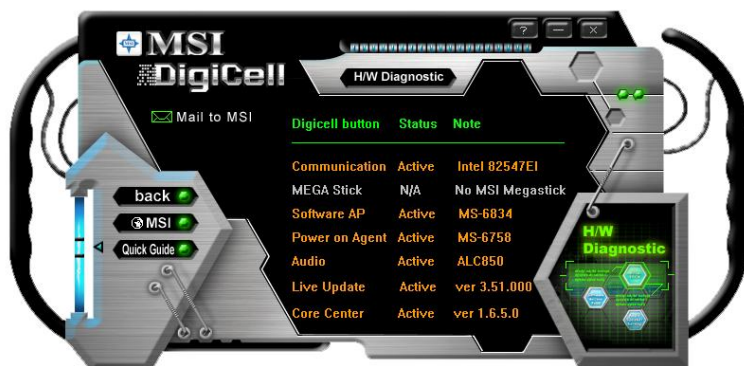 ? — X
MSI
DigiCell
H/W Diagnostic
Mail to MSI
Digicell button Status Note
Communication Active Intel 82547EI
MEGA Stick N/A No MSI Megastick
Software AP Active MS-6834
Power on Agent Active MS-6758
Audio Active ALC850
Live Update Active ver 3.51.000
Core Center Active ver 1.6.5.0
back
MSI
Quick Guide
H/W
Diagnostic